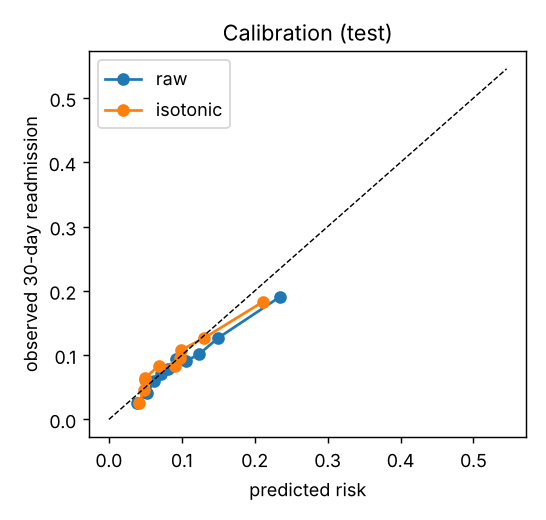 Calibration (test)
raw
isotonic
observed 30-day readmission
0.5
0.4
0.3
0.2
0.1
0.0
0.0 0.1 0.2 0.3 0.4 0.5
predicted risk